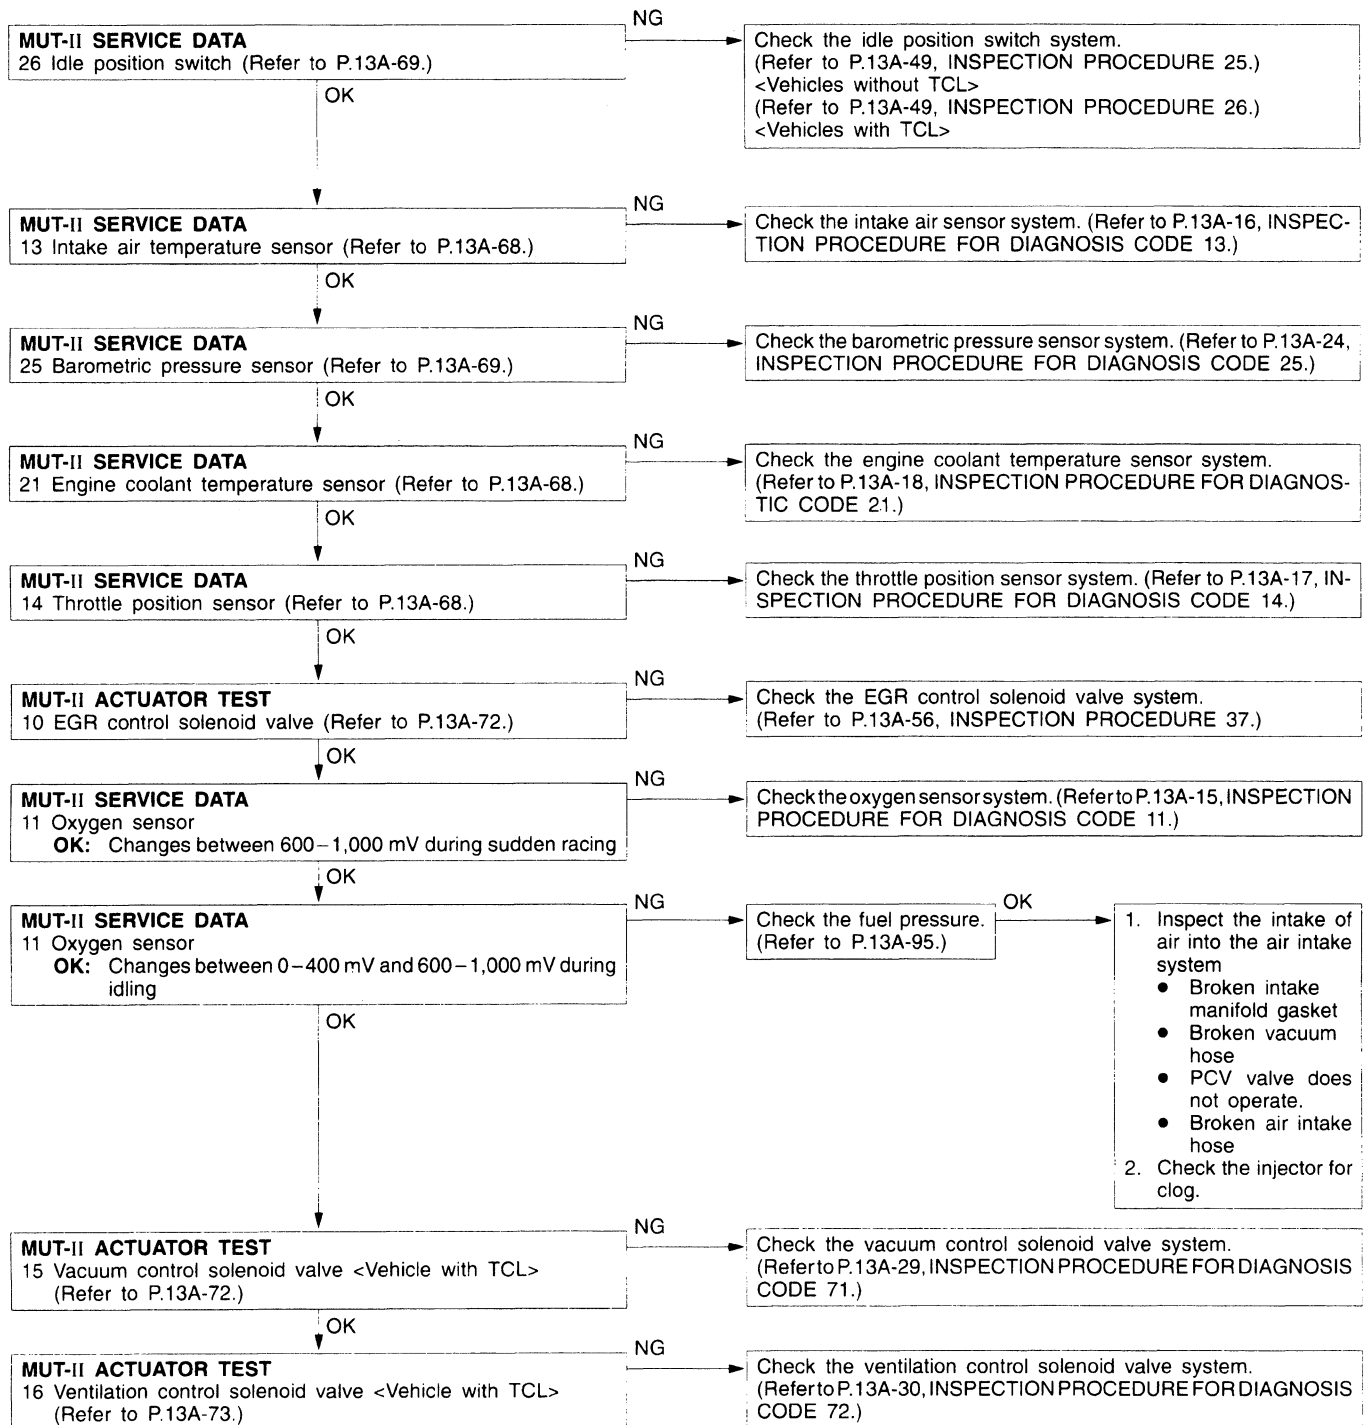 NG
MUT-II SERVICE DATA
26 Idle position switch (Refer to P.13A-69.)
Check the idle position switch system.
(Refer to P.13A-49, INSPECTION PROCEDURE 25.)
<Vehicles without TCL>
(Refer to P.13A-49, INSPECTION PROCEDURE 26.)
<Vehicles with TCL>
OK
NG
MUT-II SERVICE DATA
13 Intake air temperature sensor (Refer to P.13A-68.)
Check the intake air sensor system. (Refer to P.13A-16, INSPEC-
TION PROCEDURE FOR DIAGNOSIS CODE 13.)
OK
NG
MUT-II SERVICE DATA
25 Barometric pressure sensor (Refer to P.13A-69.)
Check the barometric pressure sensor system. (Refer to P.13A-24,
INSPECTION PROCEDURE FOR DIAGNOSIS CODE 25.)
OK
NG
MUT-II SERVICE DATA
21 Engine coolant temperature sensor (Refer to P.13A-68.)
Check the engine coolant temperature sensor system.
(Refer to P.13A-18, INSPECTION PROCEDURE FOR DIAGNOS-
TIC CODE 21.)
OK
NG
MUT-II SERVICE DATA
14 Throttle position sensor (Refer to P.13A-68.)
Check the throttle position sensor system. (Refer to P.13A-17, IN-
SPECTION PROCEDURE FOR DIAGNOSIS CODE 14.)
OK
NG
MUT-II ACTUATOR TEST
10 EGR control solenoid valve (Refer to P.13A-72.)
Check the EGR control solenoid valve system.
(Refer to P.13A-56, INSPECTION PROCEDURE 37.)
OK
NG
MUT-II SERVICE DATA
11 Oxygen sensor
OK: Changes between 600–1,000 mV during sudden racing
Check the oxygen sensor system. (Refer to P.13A-15, INSPECTION
PROCEDURE FOR DIAGNOSIS CODE 11.)
OK
NG
MUT-II SERVICE DATA
11 Oxygen sensor
OK: Changes between 0–400 mV and 600–1,000 mV during
idling
Check the fuel pressure.
(Refer to P.13A-95.)
OK
1. Inspect the intake of
air into the air intake
system
● Broken intake
manifold gasket
● Broken vacuum
hose
● PCV valve does
not operate.
● Broken air intake
hose
2. Check the injector for
clog.
OK
NG
MUT-II ACTUATOR TEST
15 Vacuum control solenoid valve <Vehicle with TCL>
(Refer to P.13A-72.)
Check the vacuum control solenoid valve system.
(Refer to P.13A-29, INSPECTION PROCEDURE FOR DIAGNOSIS
CODE 71.)
OK
NG
MUT-II ACTUATOR TEST
16 Ventilation control solenoid valve <Vehicle with TCL>
(Refer to P.13A-73.)
Check the ventilation control solenoid valve system.
(Refer to P.13A-30, INSPECTION PROCEDURE FOR DIAGNOSIS
CODE 72.)